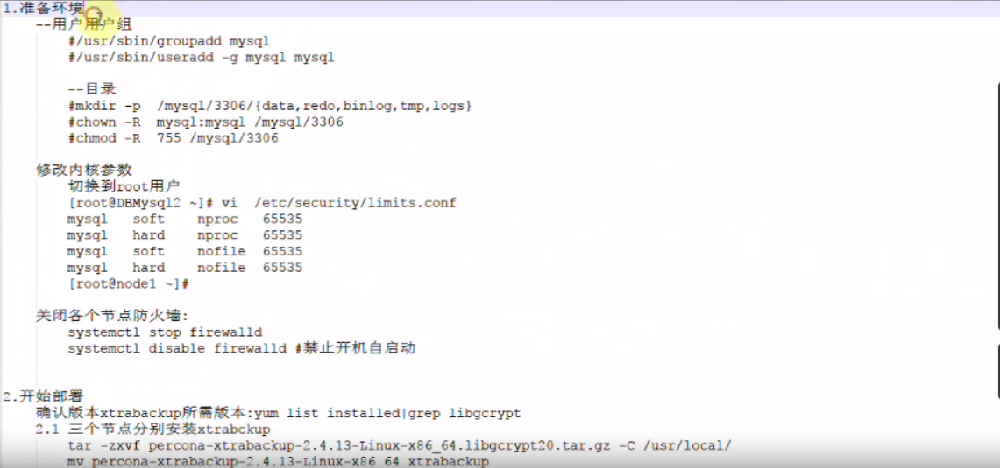 1.准备环境
--用户用户组
#/usr/sbin/groupadd mysql
#/usr/sbin/useradd -g mysql mysql
--目录
#mkdir -p  /mysql/3306/{data,redo,binlog,tmp,logs}
#chown -R  mysql:mysql /mysql/3306
#chmod -R  755 /mysql/3306
修改内核参数
切换到root用户
[root@DBMysql2 ~]# vi  /etc/security/limits.conf
mysql   soft    nproc   65535
mysql   hard    nproc   65535
mysql   soft    nofile  65535
mysql   hard    nofile  65535
[root@node1 ~]#
关闭各个节点防火墙:
systemctl stop firewalld
systemctl disable firewalld #禁止开机自启动
2.开始部署
确认版本xtrabackup所需版本:yum list installed|grep libgcrypt
2.1 三个节点分别安装xtrabckup
tar -zxvf percona-xtrabackup-2.4.13-Linux-x86_64.libgcrypt20.tar.gz -C /usr/local/
mv percona-xtrabackup-2.4.13-Linux-x86_64 xtrabackup